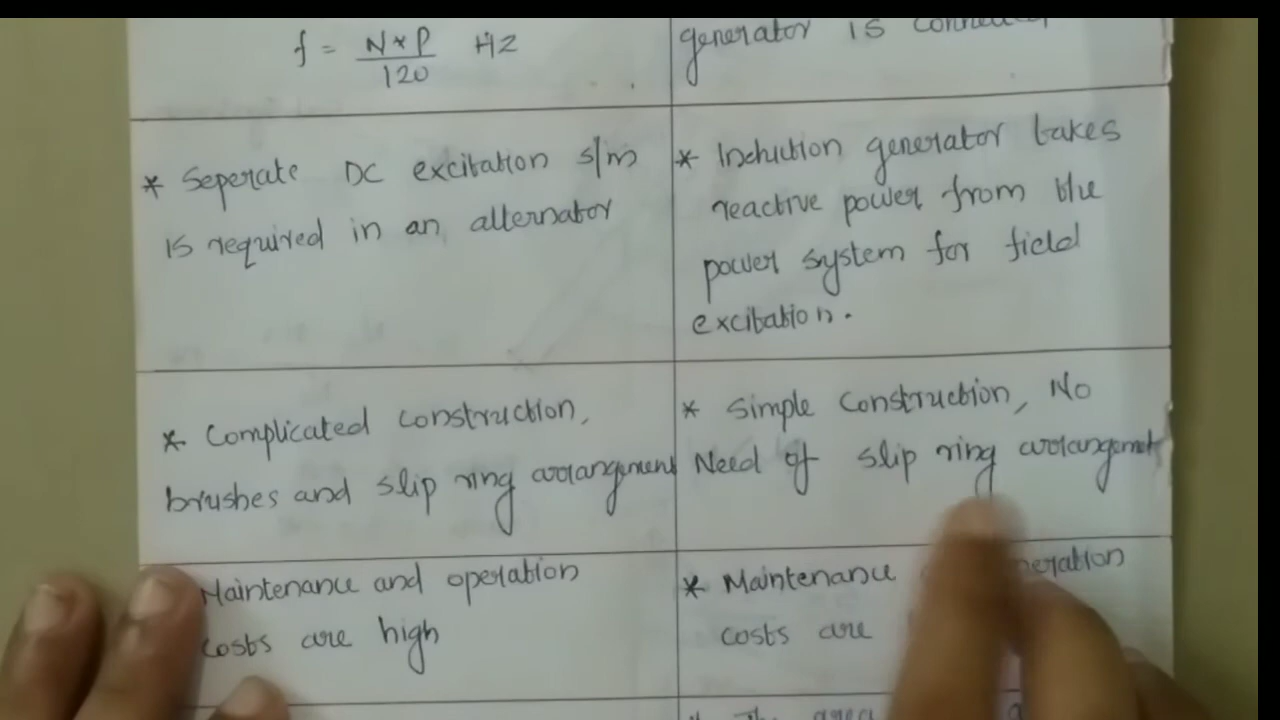 f = N*P/120 HZ
* Seperate DC excitation s/m
is required in an alternator
* Complicated construction,
brushes and slip ring arrangement
Maintenance and operation
costs are high
generator is
* Induction generator takes
reactive power from the
power system for field
excitation.
* Simple Construction, No
Need of slip ring arrangement
* Maintenance
costs are